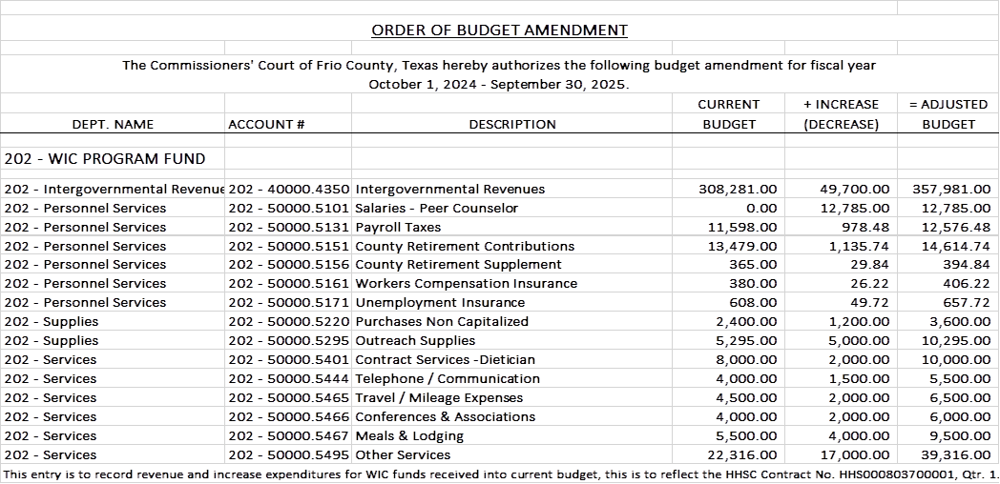 ORDER OF BUDGET AMENDMENT
The Commissioners' Court of Frio County, Texas hereby authorizes the following budget amendment for fiscal year
October 1, 2024 - September 30, 2025.
CURRENT + INCREASE = ADJUSTED
DEPT. NAME ACCOUNT # DESCRIPTION BUDGET (DECREASE) BUDGET
202 - WIC PROGRAM FUND
202 - Intergovernmental Revenue 202 - 40000.4350 Intergovernmental Revenues 308,281.00 49,700.00 357,981.00
202 - Personnel Services 202 - 50000.5101 Salaries - Peer Counselor 0.00 12,785.00 12,785.00
202 - Personnel Services 202 - 50000.5131 Payroll Taxes 11,598.00 978.48 12,576.48
202 - Personnel Services 202 - 50000.5151 County Retirement Contributions 13,479.00 1,135.74 14,614.74
202 - Personnel Services 202 - 50000.5156 County Retirement Supplement 365.00 29.84 394.84
202 - Personnel Services 202 - 50000.5161 Workers Compensation Insurance 380.00 26.22 406.22
202 - Personnel Services 202 - 50000.5171 Unemployment Insurance 608.00 49.72 657.72
202 - Supplies 202 - 50000.5220 Purchases Non Capitalized 2,400.00 1,200.00 3,600.00
202 - Supplies 202 - 50000.5295 Outreach Supplies 5,295.00 5,000.00 10,295.00
202 - Services 202 - 50000.5401 Contract Services -Dietician 8,000.00 2,000.00 10,000.00
202 - Services 202 - 50000.5444 Telephone / Communication 4,000.00 1,500.00 5,500.00
202 - Services 202 - 50000.5465 Travel / Mileage Expenses 4,500.00 2,000.00 6,500.00
202 - Services 202 - 50000.5466 Conferences & Associations 4,000.00 2,000.00 6,000.00
202 - Services 202 - 50000.5467 Meals & Lodging 5,500.00 4,000.00 9,500.00
202 - Services 202 - 50000.5495 Other Services 22,316.00 17,000.00 39,316.00
This entry is to record revenue and increase expenditures for WIC funds received into current budget, this is to reflect the HHSC Contract No. HHS000803700001, Qtr. 1.